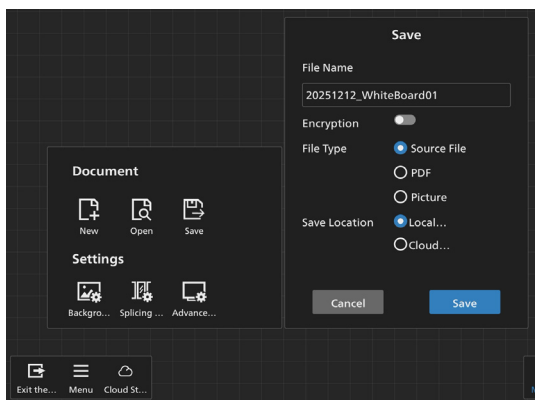 Save
File Name
20251212_WhiteBoard01
Encryption
File Type
Source File
PDF
Picture
Save Location
Local...
Cloud...
Cancel
Save
Document
New
Open
Save
Settings
Backgro...
Splicing ...
Advance...
Exit the...
Menu
Cloud St...